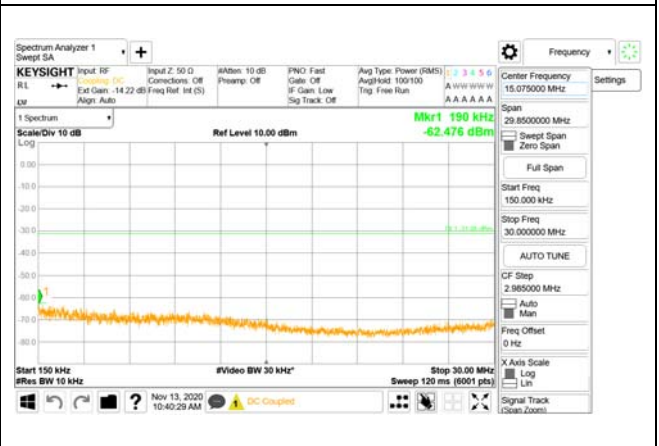 Spectrum Analyzer 1
Swept SA
Frequency
KEYSIGHT
Input: RF
Input Z: 50 Ω
#Atten: 10 dB
PNO: Fast
Avg Type: Power (RMS)
1 2 3 4 5 6
RL
Coupling: DC
Corrections: Off
Preamp: Off
Gate: Off
Avg|Hold: 100/100
A W W W W W
Ext Gain: -14.22 dB
Freq Ref: Int (S)
IF Gain: Low
Trig: Free Run
Align: Auto
Sig Track: Off
A A A A A A
Center Frequency
15.075000 MHz
Settings
1 Spectrum
Mkr1 190 kHz
Scale/Div 10 dB
Ref Level 10.00 dBm
-62.476 dBm
Log
0.00
-10.0
-20.0
-30.0
-40.0
-50.0
-60.0
-70.0
-80.0
1
Start 150 kHz
#Video BW 30 kHz*
Stop 30.00 MHz
#Res BW 10 kHz
Sweep 120 ms (6001 pts)
Span
29.8500000 MHz
Swept Span
Zero Span
Full Span
Start Freq
150.000 kHz
Stop Freq
30.000000 MHz
AUTO TUNE
CF Step
2.985000 MHz
Auto
Man
Freq Offset
0 Hz
X Axis Scale
Log
Lin
Signal Track
(Span Zoom)
?
Nov 13, 2020
10:40:29 AM
DC Coupled